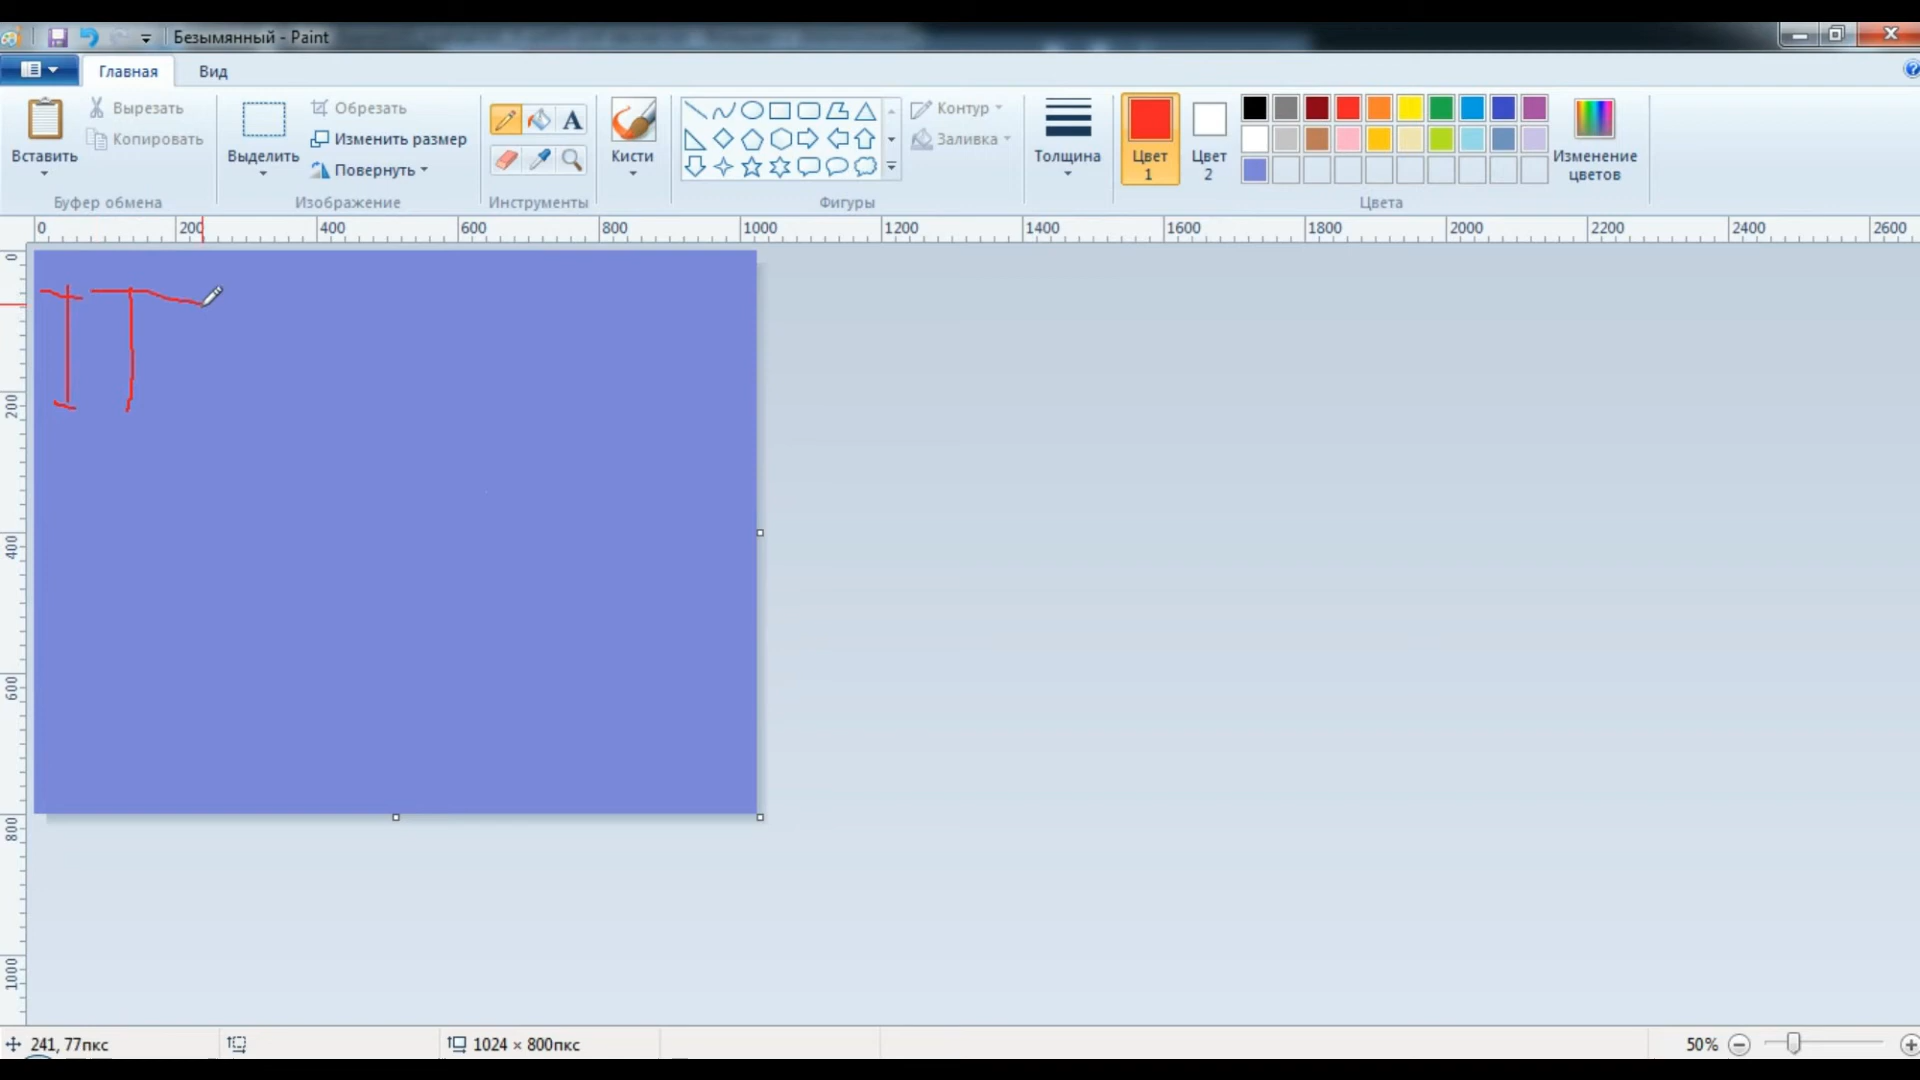 Безымянный - Paint
Главная Вид
Вставить
Вырезать
Копировать
Буфер обмена
Выделить
Обрезать
Изменить размер
Повернуть
Изображение
A
Инструменты
Кисти
Контур
Заливка
Фигуры
Толщина
Цвет 1
Цвет 2
Изменение цветов
Цвета
0 200 400 600 800 1000 1200 1400 1600 1800 2000 2200 2400 2600
0
200
400
600
800
1000
IT
241, 77пкс 1024 × 800пкс 50%